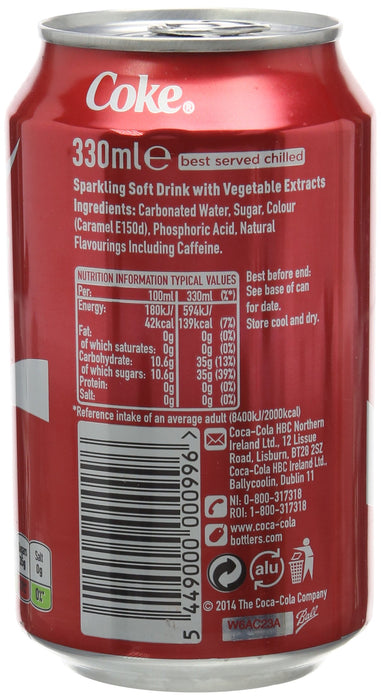 Coke®
330ml e best served chilled
Sparkling Soft Drink with Vegetable Extracts
Ingredients: Carbonated Water, Sugar, Colour
(Caramel E150d), Phosphoric Acid, Natural
Flavourings Including Caffeine.
NUTRITION INFORMATION TYPICAL VALUES
Per: 100ml 330ml (%*)
Energy: 180kJ/ 594kJ/
42kcal 139kcal (7%)
Fat: 0g 0g (0%)
of which saturates: 0g 0g (0%)
Carbohydrate: 10.6g 35g (13%)
of which sugars: 10.6g 35g (39%)
Protein: 0g 0g (0%)
Salt: 0g 0g (0%)
*Reference intake of an average adult (8400kJ/2000kcal)
Best before end:
See base of can
for date.
Store cool and dry.
Coca-Cola HBC Northern
Ireland Ltd., 12 Lissue
Road, Lisburn, BT28 2SZ
Coca-Cola HBC Ireland Ltd.,
Ballycoolin, Dublin 11
NI: 0-800-317318
ROI: 1-800-317318
www.coca-cola
bottlers.com
5 449000 000996 >
Salt
0g
alu
© 2014 The Coca-Cola Company
W6AC23A
Ball